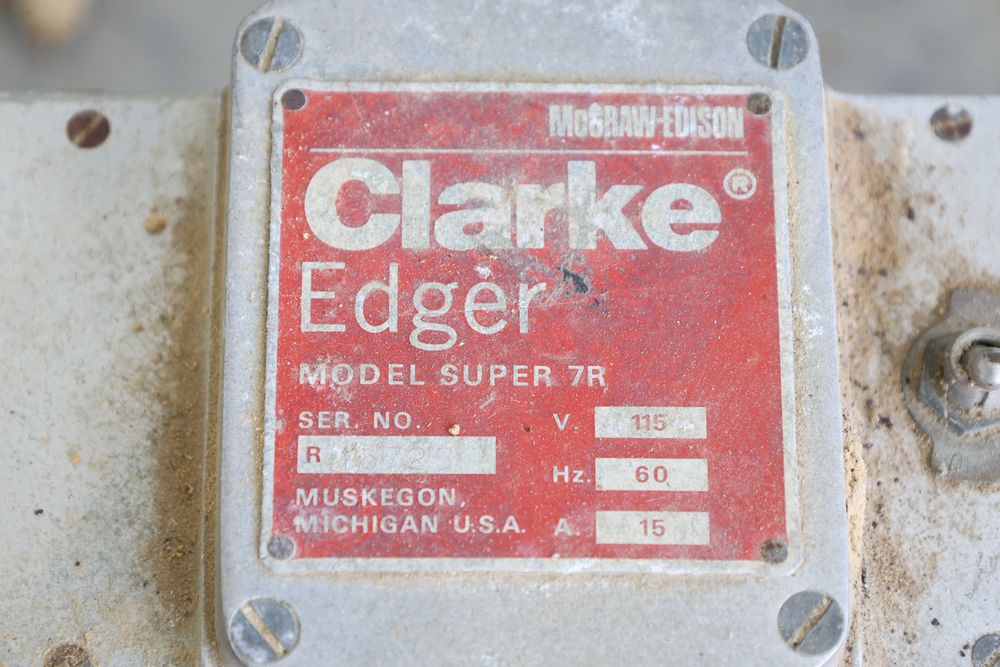 McGRAW-EDISON
Clarke®
Edger
MODEL SUPER 7R
SER. NO.
R
MUSKEGON,
MICHIGAN U.S.A.
V. 115
Hz. 60
A. 15